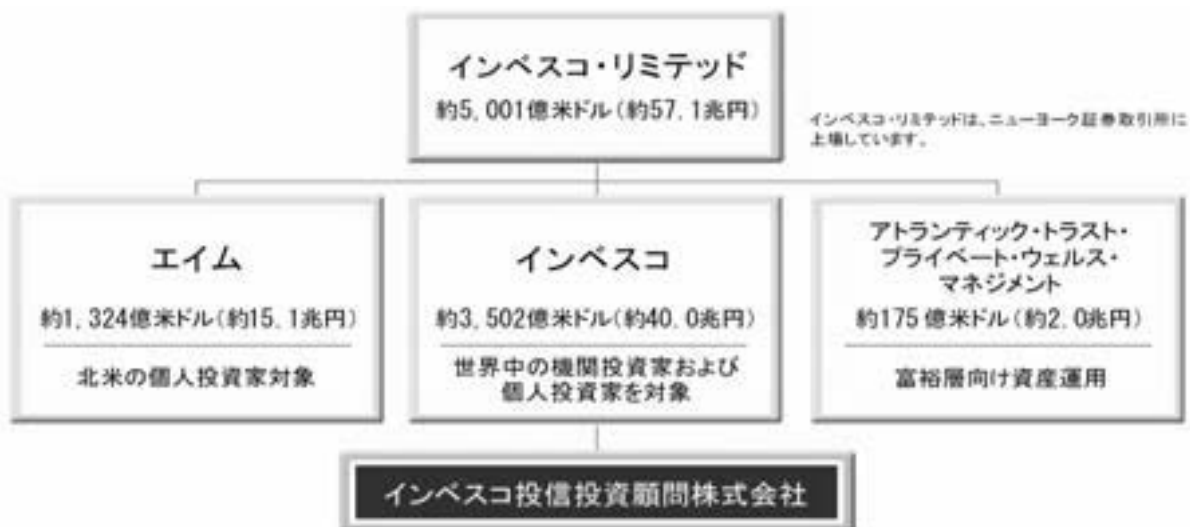 インベスコ・リミテッド
約5,001億米ドル(約57.1兆円)
インベスコ・リミテッドは、ニューヨーク証券取引所に
上場しています。
エイム
約1,324億米ドル(約15.1兆円)
北米の個人投資家対象
インベスコ
約3,502億米ドル(約40.0兆円)
世界中の機関投資家および
個人投資家を対象
アトランティック・トラスト・
プライベート・ウェルス・
マネジメント
約175億米ドル(約2.0兆円)
富裕層向け資産運用
インベスコ投信投資顧問株式会社